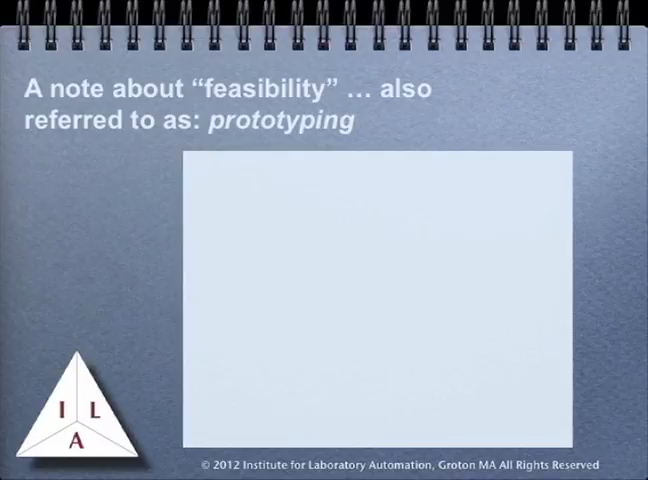 A note about “feasibility” … also
referred to as: prototyping
I L
A
© 2012 Institute for Laboratory Automation, Groton MA All Rights Reserved